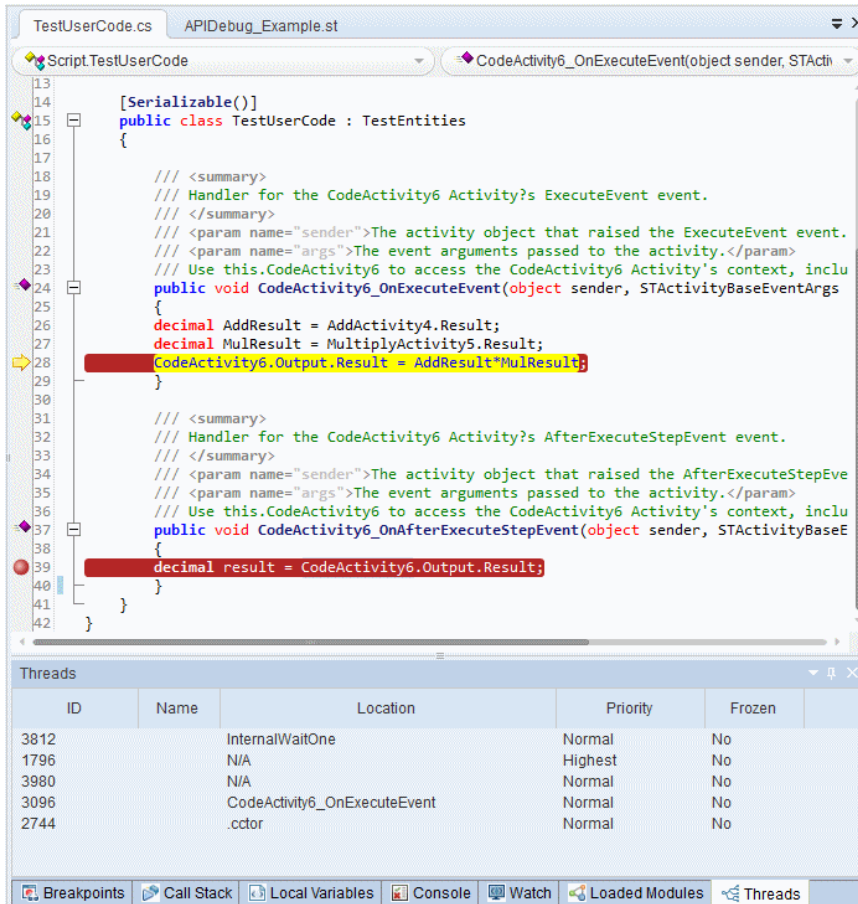 TestUserCode.cs APIDebug_Example.st
Script.TestUserCode CodeActivity6_OnExecuteEvent(object sender, STActiv
13
14 [Serializable()]
15 public class TestUserCode : TestEntities
16 {
17
18 /// <summary>
19 /// Handler for the CodeActivity6 Activity?s ExecuteEvent event.
20 /// </summary>
21 /// <param name="sender">The activity object that raised the ExecuteEvent event.
22 /// <param name="args">The event arguments passed to the activity.</param>
23 /// Use this.CodeActivity6 to access the CodeActivity6 Activity's context, inclu
24 public void CodeActivity6_OnExecuteEvent(object sender, STActivityBaseEventArgs
25 {
26 decimal AddResult = AddActivity4.Result;
27 decimal MulResult = MultiplyActivity5.Result;
28 CodeActivity6.Output.Result = AddResult*MulResult;
29 }
30
31 /// <summary>
32 /// Handler for the CodeActivity6 Activity?s AfterExecuteStepEvent event.
33 /// </summary>
34 /// <param name="sender">The activity object that raised the AfterExecuteStepEve
35 /// <param name="args">The event arguments passed to the activity.</param>
36 /// Use this.CodeActivity6 to access the CodeActivity6 Activity's context, inclu
37 public void CodeActivity6_OnAfterExecuteStepEvent(object sender, STActivityBaseE
38 {
39 decimal result = CodeActivity6.Output.Result;
40 }
41 }
42 }
Threads
ID Name Location Priority Frozen
3812 InternalWaitOne Normal No
1796 N/A Highest No
3980 N/A Normal No
3096 CodeActivity6_OnExecuteEvent Normal No
2744 .cctor Normal No
Breakpoints Call Stack Local Variables Console Watch Loaded Modules Threads